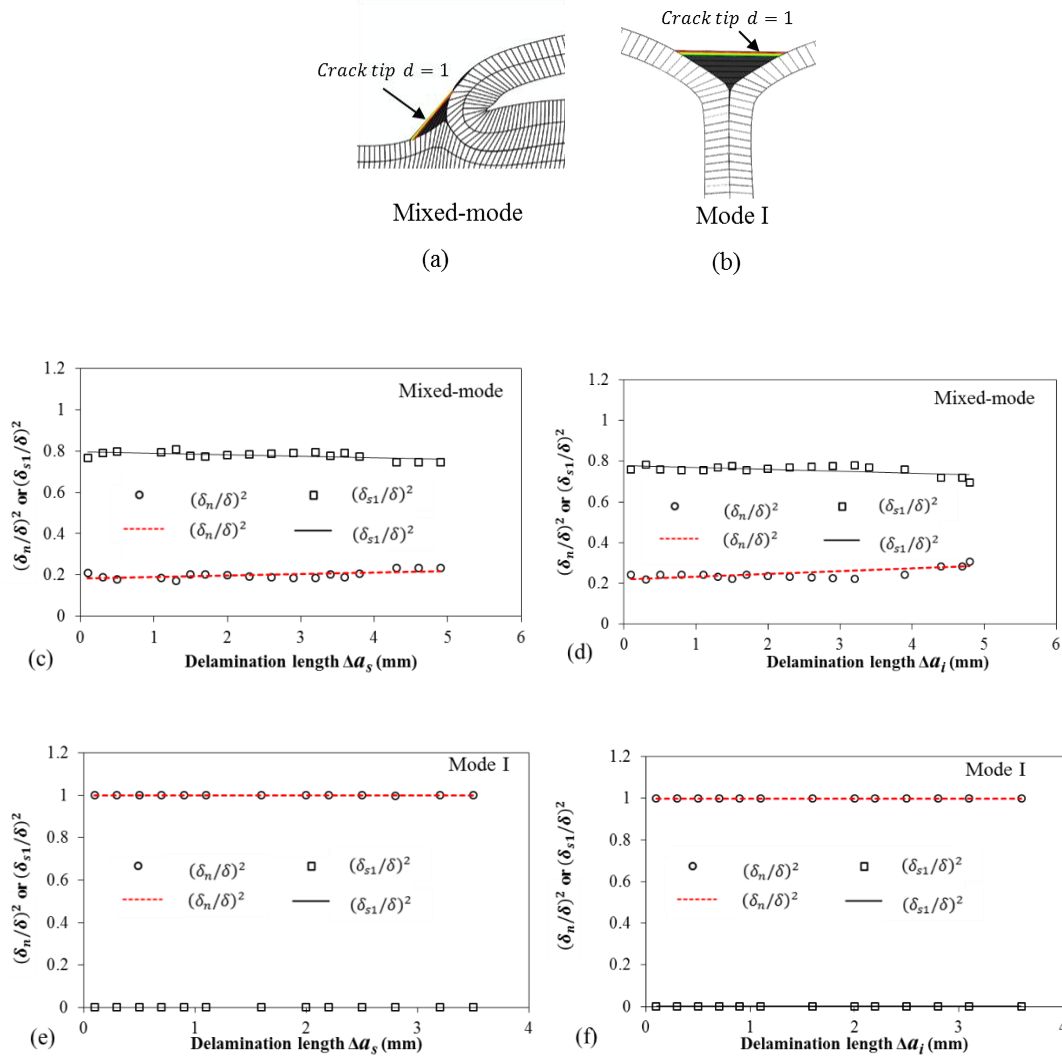 Crack tip d = 1
Crack tip d = 1
Mixed-mode
Mode I
(a)
(b)
1.2
1
0.8
0.6
0.4
0.2
0
(δₙ/δ)² or (δₛ₁/δ)²
Mixed-mode
(δₙ/δ)²
(δₛ₁/δ)²
(δₙ/δ)²
(δₛ₁/δ)²
0 1 2 3 4 5 6
(c)
Delamination length Δaₛ (mm)
1.2
1
0.8
0.6
0.4
0.2
0
(δₙ/δ)² or (δₛ₁/δ)²
Mixed-mode
(δₙ/δ)²
(δₛ₁/δ)²
(δₙ/δ)²
(δₛ₁/δ)²
0 1 2 3 4 5 6
(d)
Delamination length Δaᵢ (mm)
1.2
1
0.8
0.6
0.4
0.2
0
(δₙ/δ)² or (δₛ₁/δ)²
Mode I
(δₙ/δ)²
(δₛ₁/δ)²
(δₙ/δ)²
(δₛ₁/δ)²
0 1 2 3 4
(e)
Delamination length Δaₛ (mm)
1.2
1
0.8
0.6
0.4
0.2
0
(δₙ/δ)² or (δₛ₁/δ)²
Mode I
(δₙ/δ)²
(δₛ₁/δ)²
(δₙ/δ)²
(δₛ₁/δ)²
0 1 2 3 4
(f)
Delamination length Δaᵢ (mm)